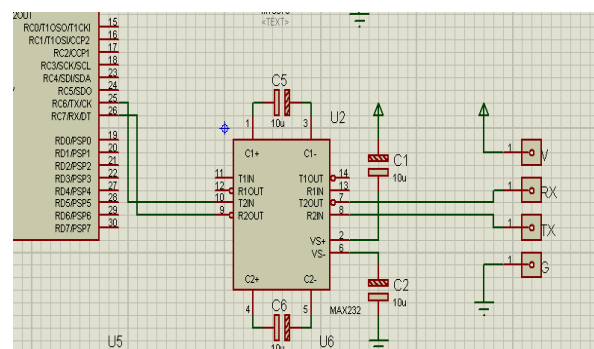 2OUT
RC0/T1OSO/T1CKI 15
RC1/T1OSI/CCP2 16
RC2/CCP1 17
RC3/SCK/SCL 18
RC4/SDI/SDA 23
RC5/SDO 24
RC6/TX/CK 25
RC7/RX/DT 26
RD0/PSP0 19
RD1/PSP1 20
RD2/PSP2 21
RD3/PSP3 22
RD4/PSP4 27
RD5/PSP5 28
RD6/PSP6 29
RD7/PSP7 30
<TEXT>
C5
10u
1 3
U2
C1+ C1-
11 T1IN T1OUT 14
12 R1OUT R1IN 13
10 T2IN T2OUT 7
9 R2OUT R2IN 8
VS+ 2
VS- 6
C2+ C2-
4 5
MAX232
C6
10u
C1
10u
C2
10u
1 V
1 RX
1 TX
1 G
U5 U6